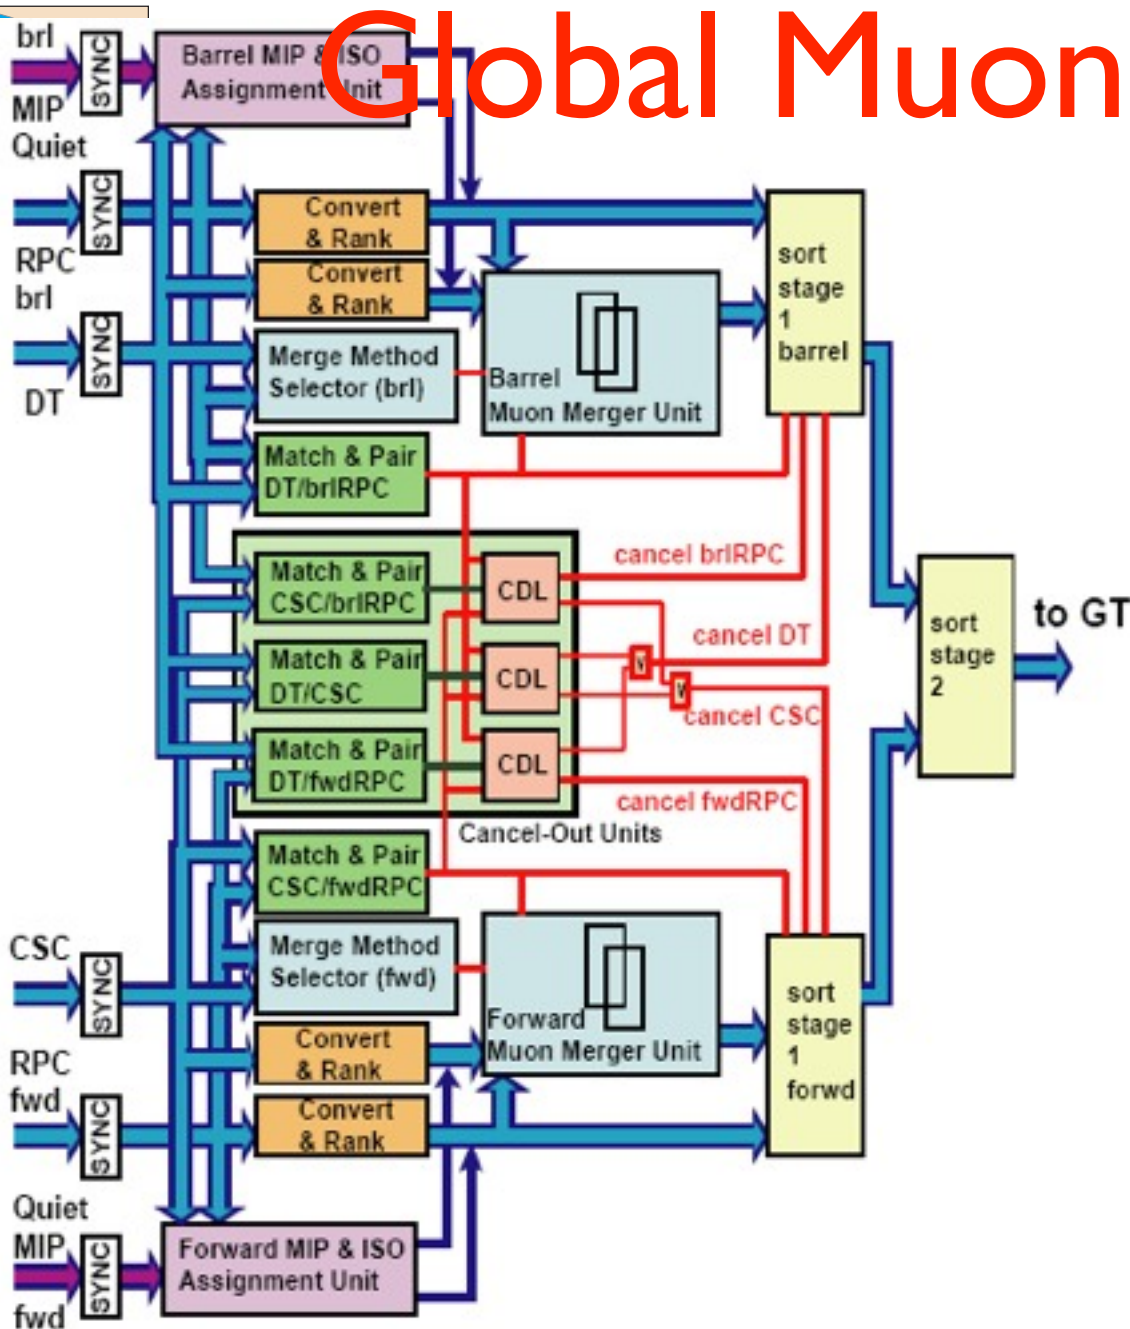 Global Muon
brl
SYNC
MIP
Quiet
Barrel MIP & ISO
Assignment Unit
SYNC
RPC
brl
Convert
& Rank
Convert
& Rank
sort
stage
1
barrel
SYNC
DT
Merge Method
Selector (brl)
Barrel
Muon Merger Unit
Match & Pair
DT/brlRPC
cancel brlRPC
Match & Pair
CSC/brlRPC
CDL
cancel DT
Match & Pair
DT/CSC
CDL
V
V
cancel CSC
Match & Pair
DT/fwdRPC
CDL
cancel fwdRPC
Cancel-Out Units
sort
stage
2
to GT
Match & Pair
CSC/fwdRPC
CSC
SYNC
Merge Method
Selector (fwd)
Forward
Muon Merger Unit
sort
stage
1
forwd
RPC
fwd
SYNC
Convert
& Rank
Convert
& Rank
Quiet
MIP
fwd
SYNC
Forward MIP & ISO
Assignment Unit